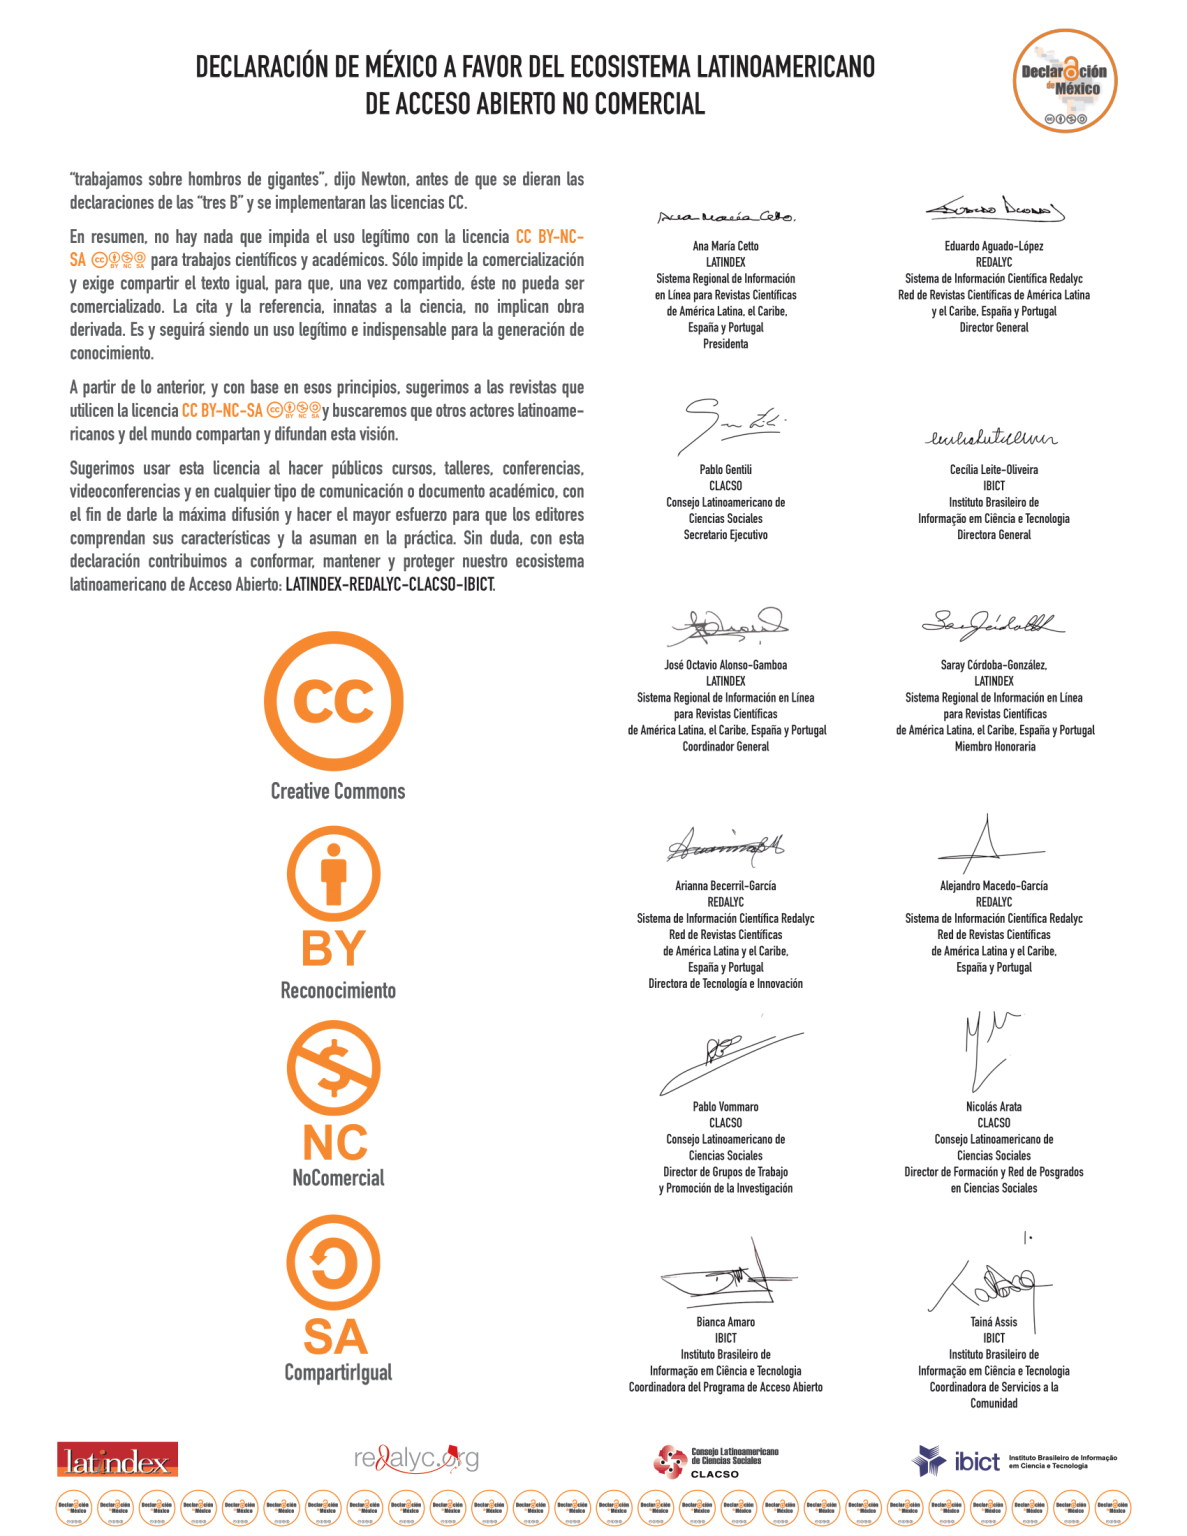 DECLARACIÓN DE MÉXICO A FAVOR DEL ECOSISTEMA LATINOAMERICANO
DE ACCESO ABIERTO NO COMERCIAL
Declaración
de México
“trabajamos sobre hombros de gigantes”, dijo Newton, antes de que se dieran las
declaraciones de las “tres B” y se implementaran las licencias CC.
En resumen, no hay nada que impida el uso legítimo con la licencia CC BY-NC-
SA para trabajos científicos y académicos. Sólo impide la comercialización
y exige compartir el texto igual, para que, una vez compartido, éste no pueda ser
comercializado. La cita y la referencia, innatas a la ciencia, no implican obra
derivada. Es y seguirá siendo un uso legítimo e indispensable para la generación de
conocimiento.
A partir de lo anterior, y con base en esos principios, sugerimos a las revistas que
utilicen la licencia CC BY-NC-SA y buscaremos que otros actores latinoame-
ricanos y del mundo compartan y difundan esta visión.
Sugerimos usar esta licencia al hacer públicos cursos, talleres, conferencias,
videoconferencias y en cualquier tipo de comunicación o documento académico, con
el fin de darle la máxima difusión y hacer el mayor esfuerzo para que los editores
comprendan sus características y la asuman en la práctica. Sin duda, con esta
declaración contribuimos a conformar, mantener y proteger nuestro ecosistema
latinoamericano de Acceso Abierto: LATINDEX-REDALYC-CLACSO-IBICT.
CC
Creative Commons
BY
Reconocimiento
NC
NoComercial
SA
CompartirIgual
Ana María Cetto.
Ana María Cetto
LATINDEX
Sistema Regional de Información
en Línea para Revistas Científicas
de América Latina, el Caribe,
España y Portugal
Presidenta
Eduardo Aguado-López
REDALYC
Sistema de Información Científica Redalyc
Red de Revistas Científicas de América Latina
y el Caribe, España y Portugal
Director General
Pablo Gentili
CLACSO
Consejo Latinoamericano de
Ciencias Sociales
Secretario Ejecutivo
Cecília Leite-Oliveira
IBICT
Instituto Brasileiro de
Informação em Ciência e Tecnologia
Directora General
José Octavio Alonso-Gamboa
LATINDEX
Sistema Regional de Información en Línea
para Revistas Científicas
de América Latina, el Caribe, España y Portugal
Coordinador General
Saray Córdoba-González,
LATINDEX
Sistema Regional de Información en Línea
para Revistas Científicas
de América Latina, el Caribe, España y Portugal
Miembro Honoraria
Arianna Becerril-García
REDALYC
Sistema de Información Científica Redalyc
Red de Revistas Científicas
de América Latina y el Caribe,
España y Portugal
Directora de Tecnología e Innovación
Alejandro Macedo-García
REDALYC
Sistema de Información Científica Redalyc
Red de Revistas Científicas
de América Latina y el Caribe,
España y Portugal
Pablo Vommaro
CLACSO
Consejo Latinoamericano de
Ciencias Sociales
Director de Grupos de Trabajo
y Promoción de la Investigación
Nicolás Arata
CLACSO
Consejo Latinoamericano de
Ciencias Sociales
Director de Formación y Red de Posgrados
en Ciencias Sociales
Bianca Amaro
IBICT
Instituto Brasileiro de
Informação em Ciência e Tecnologia
Coordinadora del Programa de Acceso Abierto
Tainá Assis
IBICT
Instituto Brasileiro de
Informação em Ciência e Tecnologia
Coordinadora de Servicios a la
Comunidad
latindex
redalyc.org
Consejo Latinoamericano
de Ciencias Sociales
CLACSO
ibict
Instituto Brasileiro de Informação
em Ciencia e Tecnologia